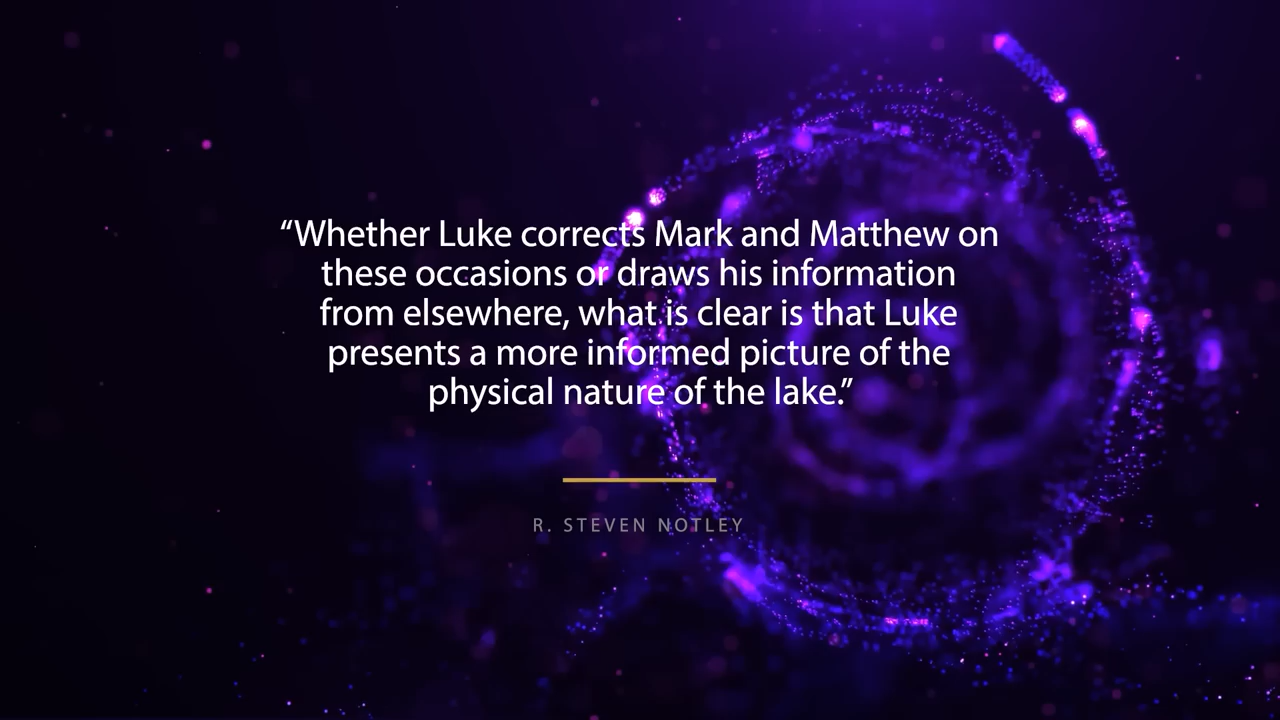 “Whether Luke corrects Mark and Matthew on
these occasions or draws his information
from elsewhere, what is clear is that Luke
presents a more informed picture of the
physical nature of the lake.”
R. STEVEN NOTLEY